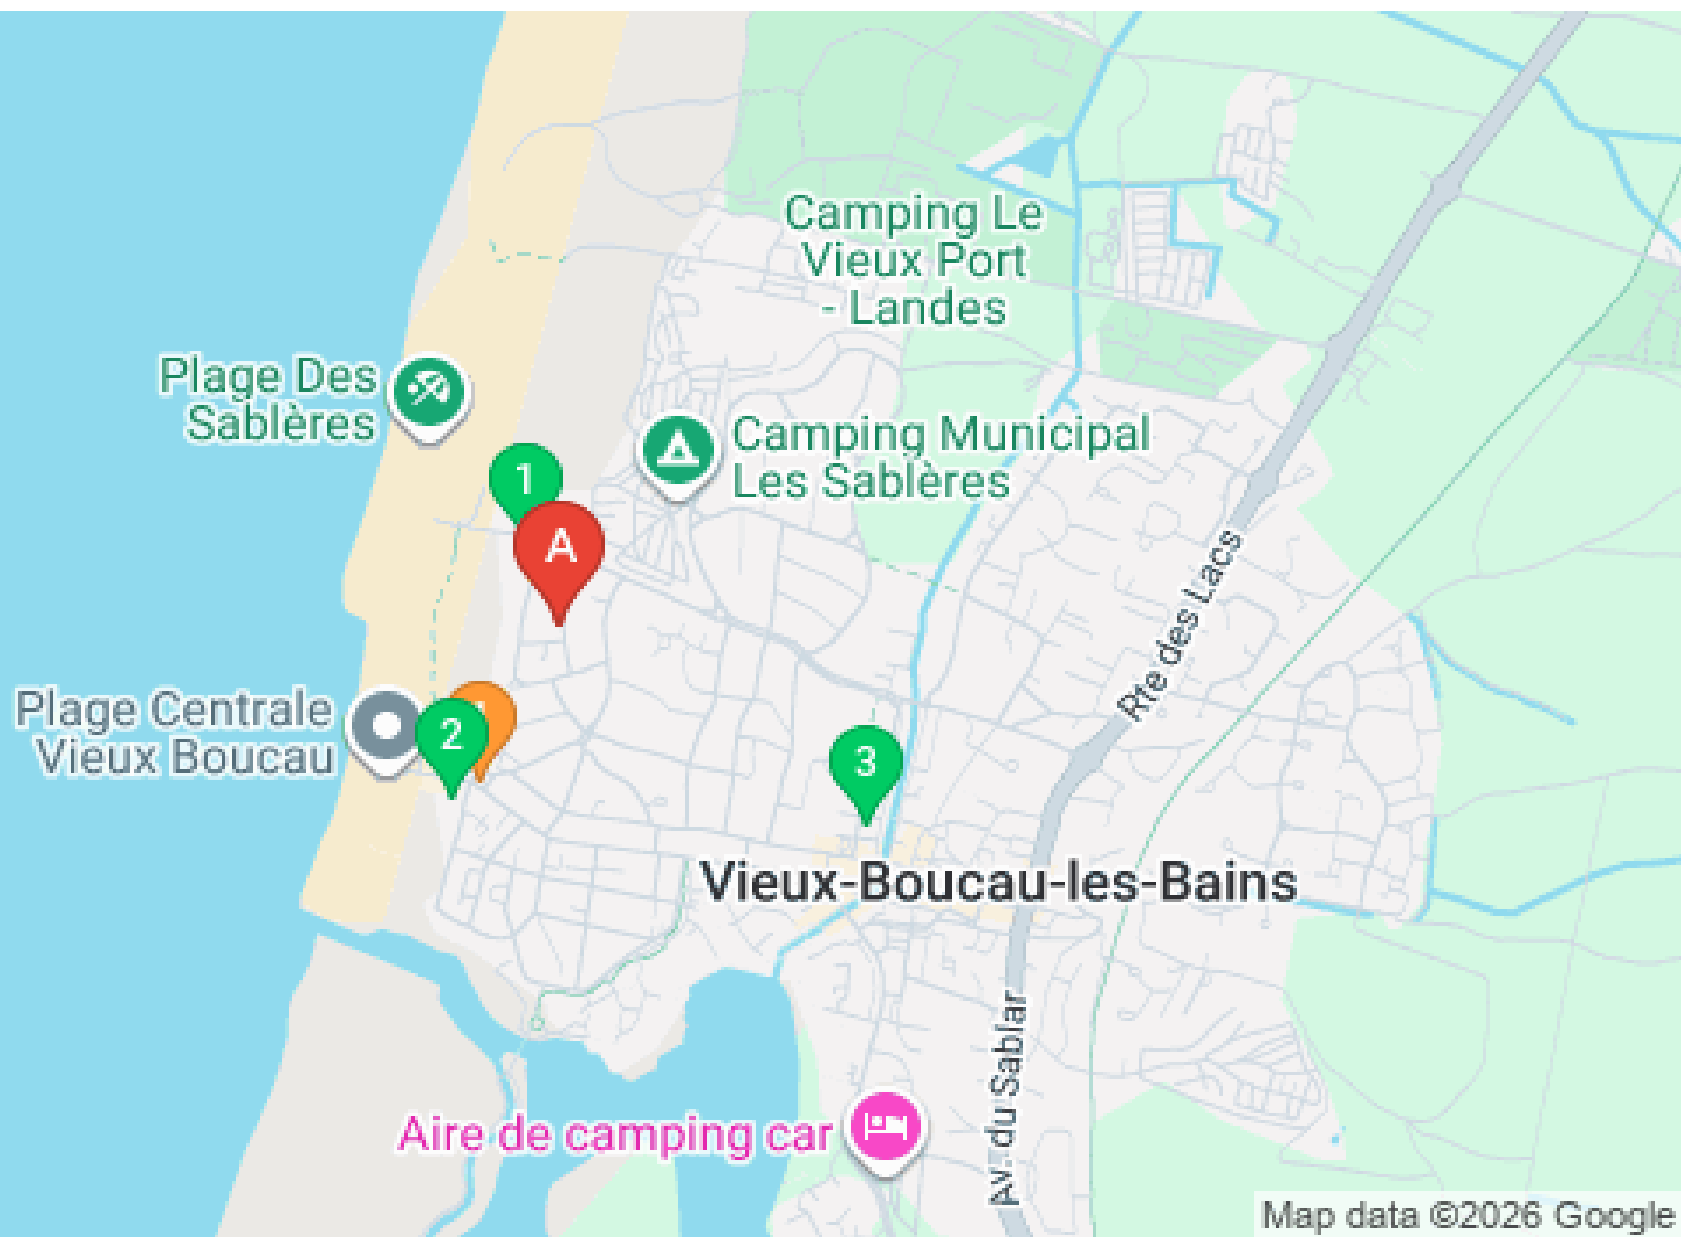 Camping Le
Vieux Port
- Landes
Plage Des
Sablères
Camping Municipal
Les Sablères
1
A
Rte des Lacs
Plage Centrale
Vieux Boucau
2
1
3
Vieux-Boucau-les-Bains
Av. du Sablar
Aire de camping car
Map data ©2026 Google